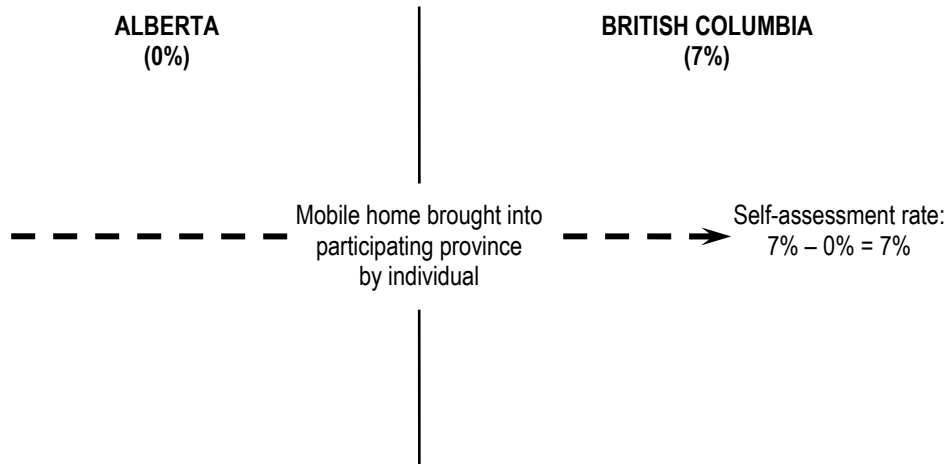 ALBERTA
(0%)
BRITISH COLUMBIA
(7%)
Mobile home brought into
participating province
by individual
Self-assessment rate:
7% – 0% = 7%